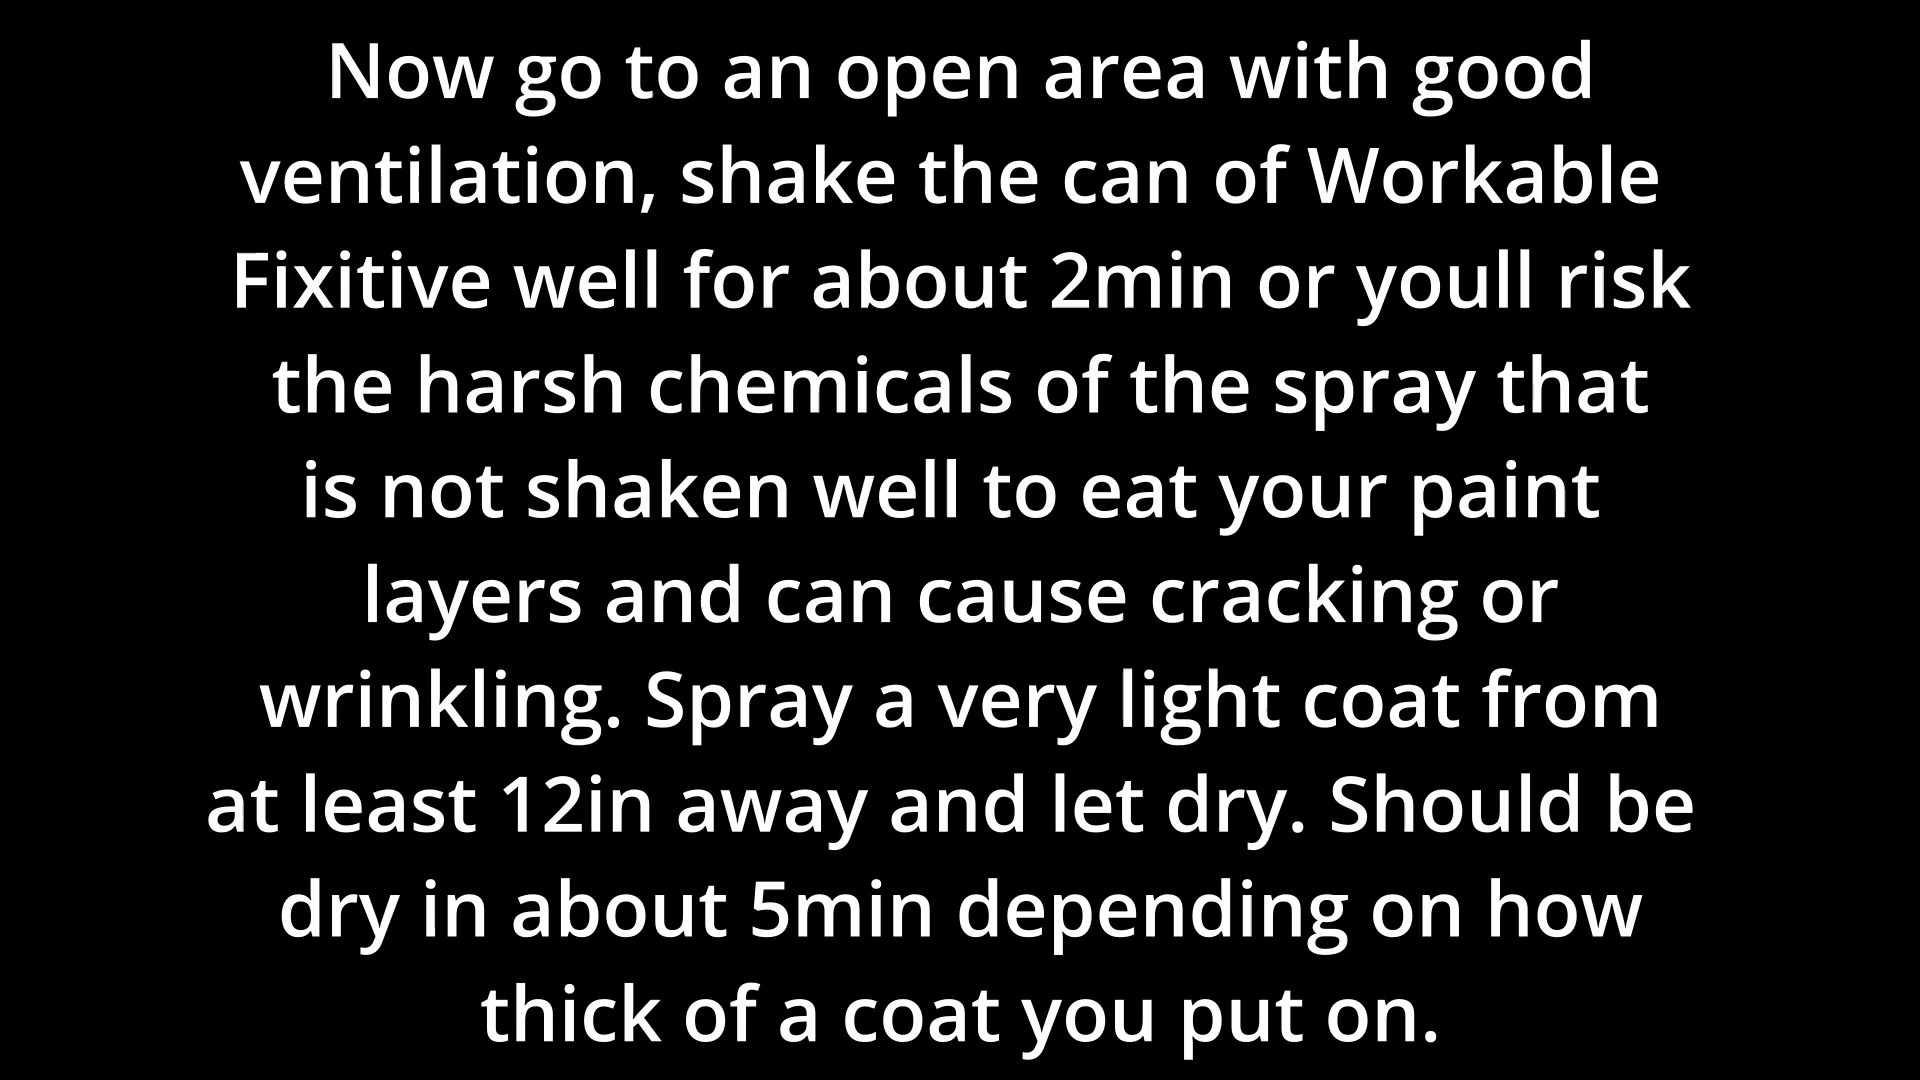 Now go to an open area with good
ventilation, shake the can of Workable
Fixitive well for about 2min or youll risk
the harsh chemicals of the spray that
is not shaken well to eat your paint
layers and can cause cracking or
wrinkling. Spray a very light coat from
at least 12in away and let dry. Should be
dry in about 5min depending on how
thick of a coat you put on.